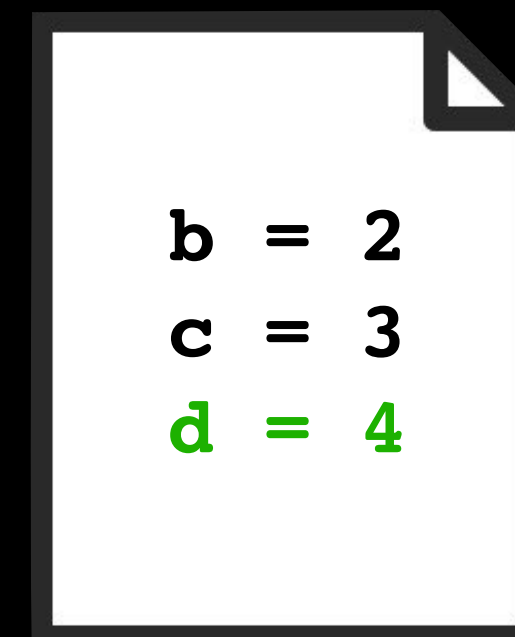 b = 2
c = 3
d = 4